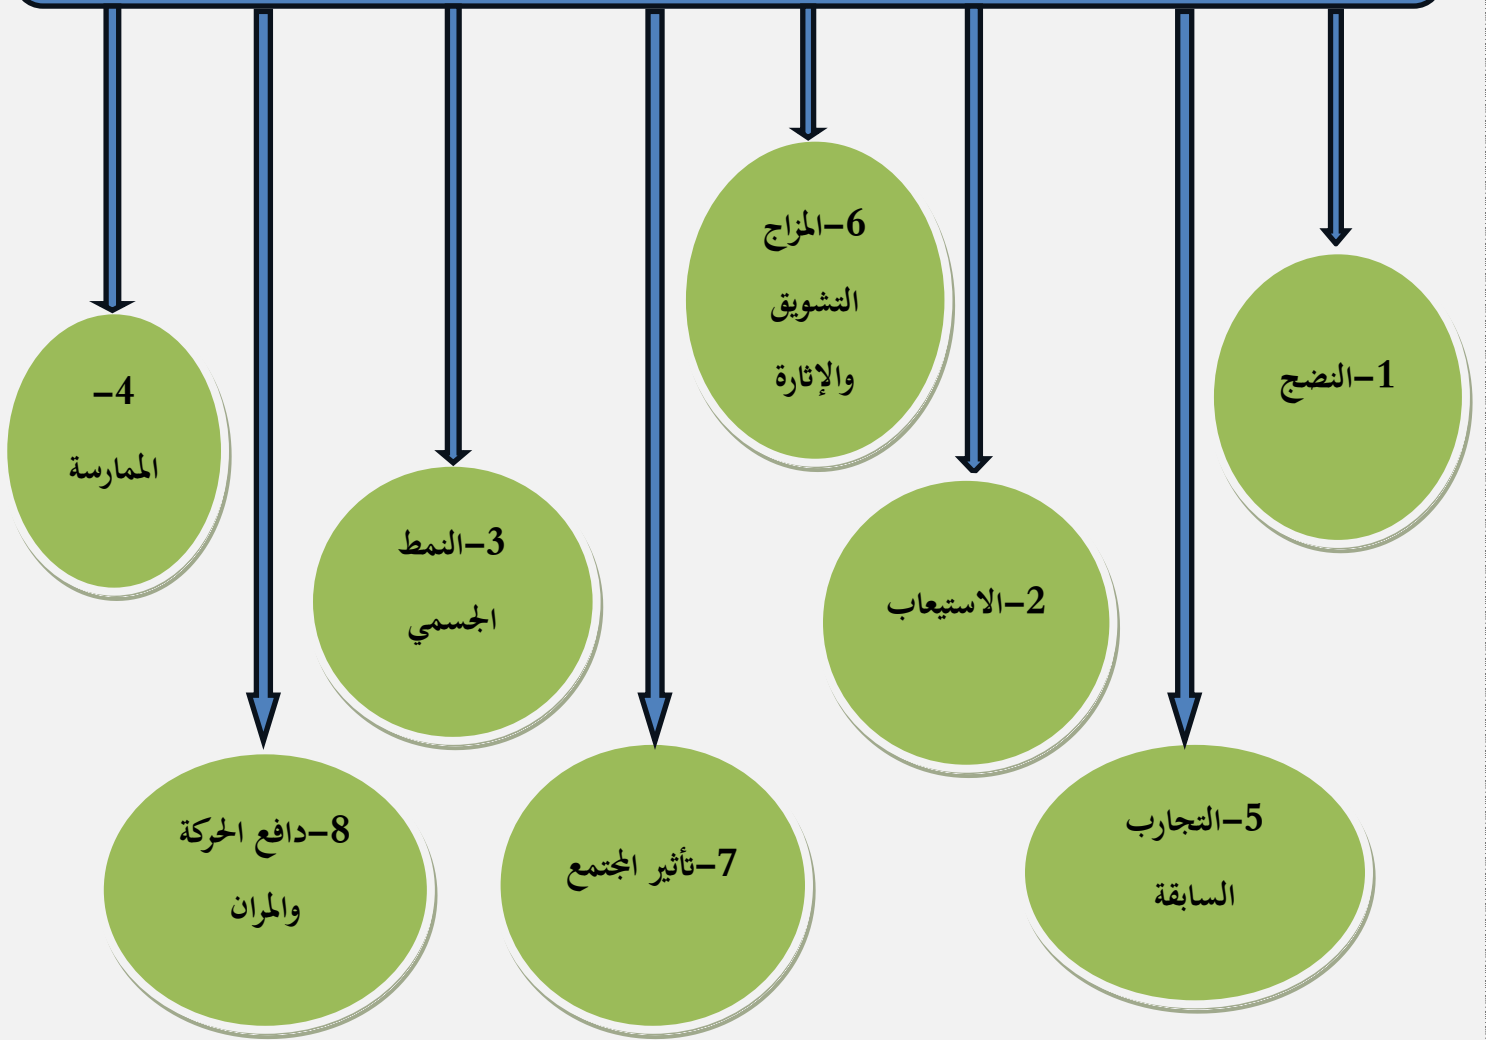 1-النضج
2-الاستيعاب
3-النمط
الجسمي
4-
الممارسة
5-التجارب
السابقة
6-المزاج
التشويق
والإثارة
7-تأثير المجتمع
8-دافع الحركة
والمران